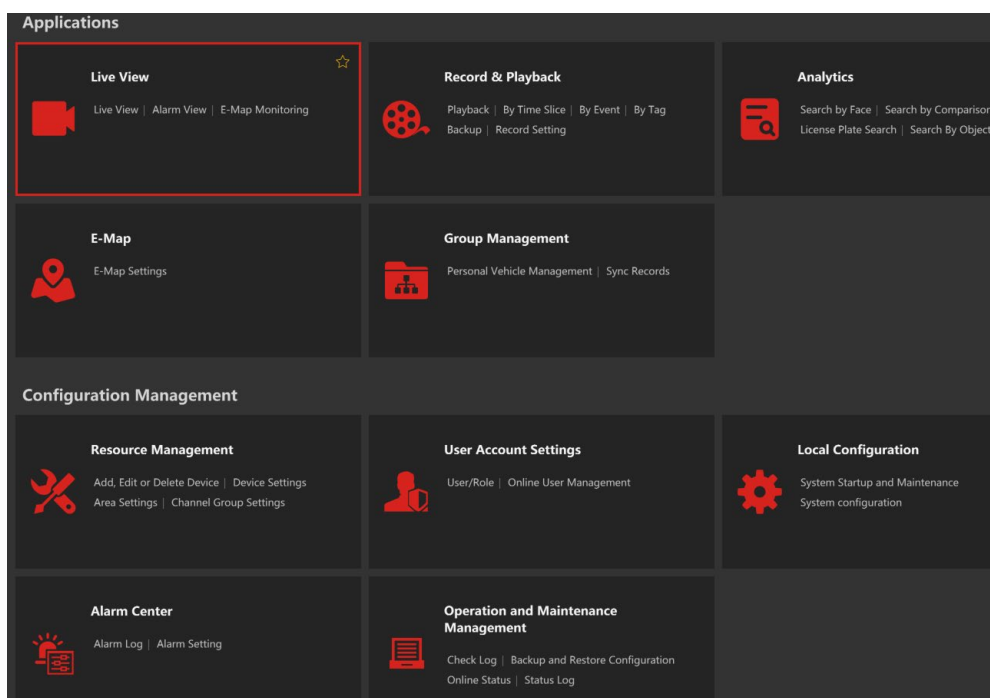 Applications
Live View
Live View | Alarm View | E-Map Monitoring
Record & Playback
Playback | By Time Slice | By Event | By Tag
Backup | Record Setting
Analytics
Search by Face | Search by Comparison
License Plate Search | Search By Object
E-Map
E-Map Settings
Group Management
Personal Vehicle Management | Sync Records
Configuration Management
Resource Management
Add, Edit or Delete Device | Device Settings
Area Settings | Channel Group Settings
User Account Settings
User/Role | Online User Management
Local Configuration
System Startup and Maintenance
System configuration
Alarm Center
Alarm Log | Alarm Setting
Operation and Maintenance
Management
Check Log | Backup and Restore Configuration
Online Status | Status Log